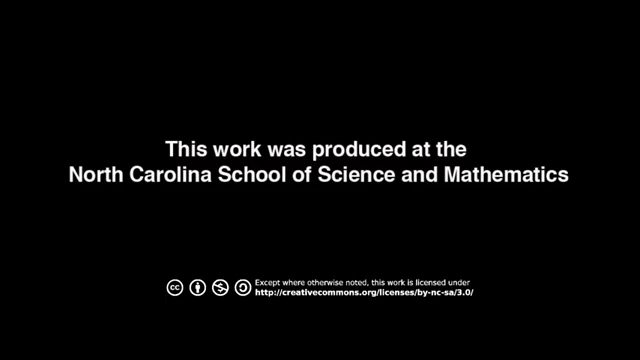 This work was produced at the
North Carolina School of Science and Mathematics
Except where otherwise noted, this work is licensed under
http://creativecommons.org/licenses/by-nc-sa/3.0/